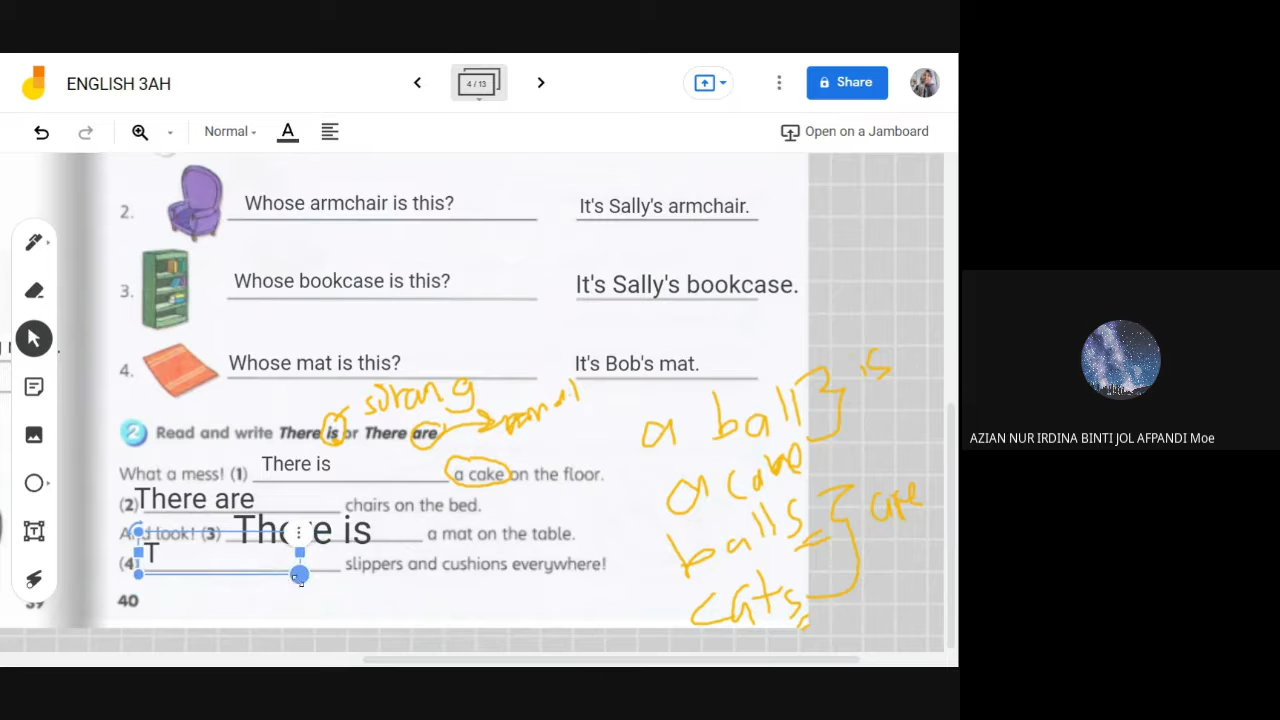 ENGLISH 3AH
4 / 13
Share
Normal
A
Open on a Jamboard
2.
Whose armchair is this?
It's Sally's armchair.
3.
Whose bookcase is this?
It's Sally's bookcase.
4.
Whose mat is this?
It's Bob's mat.
is
a ball
2 Read and write There is or There are
a cake
What a mess! (1) There is a cake on the floor.
(2) There are chairs on the bed.
are
balls
And look! (3) There is a mat on the table.
(4) T slippers and cushions everywhere!
cats
39
40
AZIAN NUR IRDINA BINTI JOL AFPANDI Moe